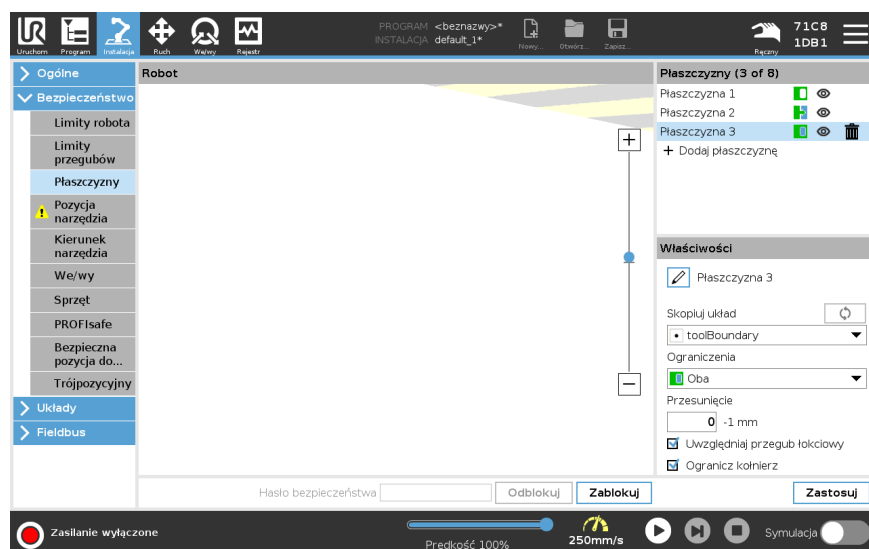 PROGRAM <beznazwy>*
INSTALACJA default_1*
Uruchom Program Instalacja Ruch We/wy Rejestr
Nowy... Otwórz... Zapisz...
Ręczny
71C8
1DB1
Ogólne
Bezpieczeństwo
Limity robota
Limity
przegubów
Płaszczyzny
Pozycja
narzędzia
Kierunek
narzędzia
We/wy
Sprzęt
PROFIsafe
Bezpieczna
pozycja do...
Trójpozycyjny
Układy
Fieldbus
Robot
Płaszczyzny (3 of 8)
Płaszczyzna 1
Płaszczyzna 2
Płaszczyzna 3
+ Dodaj płaszczyznę
Właściwości
Płaszczyzna 3
Skopiuj układ
toolBoundary
Ograniczenia
Oba
Przesunięcie
0 -1 mm
Uwzględniaj przegub łokciowy
Ogranicz kołnierz
Hasło bezpieczeństwa Odblokuj Zablokuj
Zastosuj
Zasilanie wyłączone
Predkość 100%
250mm/s
Symulacja